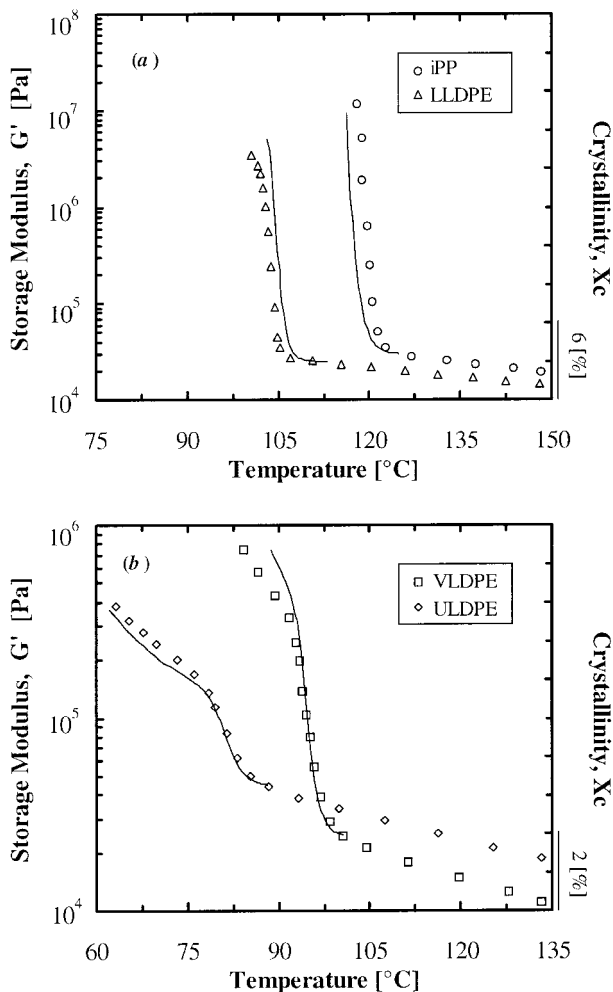 (a)
iPP
LLDPE
Storage Modulus, G' [Pa]
10^8
10^7
10^6
10^5
10^4
Crystallinity, Xc
6 [%]
75 90 105 120 135 150
Temperature [°C]
(b)
VLDPE
ULDPE
Storage Modulus, G' [Pa]
10^6
10^5
10^4
Crystallinity, Xc
2 [%]
60 75 90 105 120 135
Temperature [°C]